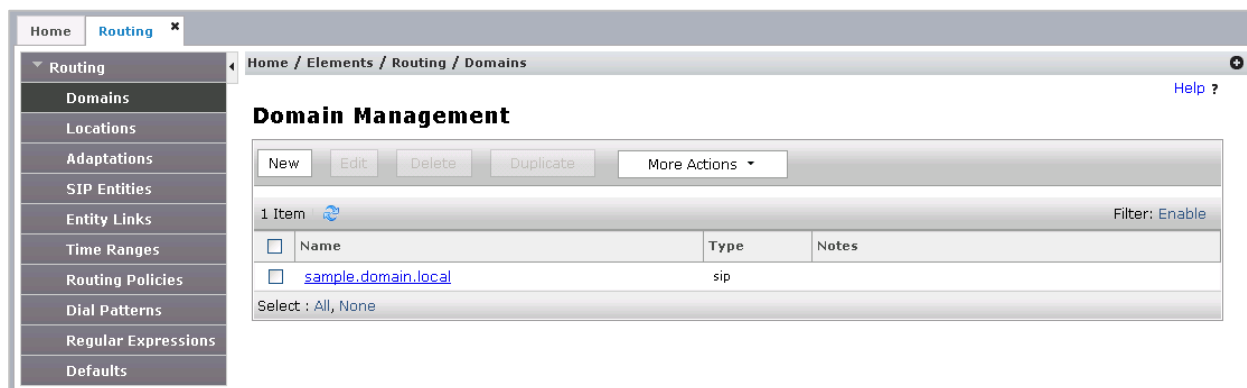 Home
Routing ×
Routing
Domains
Locations
Adaptations
SIP Entities
Entity Links
Time Ranges
Routing Policies
Dial Patterns
Regular Expressions
Defaults
Home / Elements / Routing / Domains
Help ?
Domain Management
New Edit Delete Duplicate More Actions
1 Item Filter: Enable
Name Type Notes
sample.domain.local sip
Select : All, None